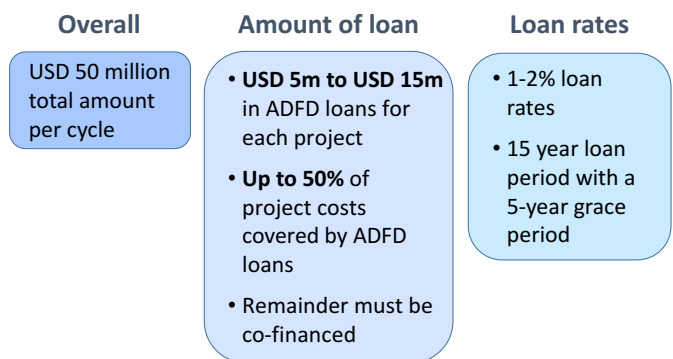 Overall
USD 50 million
total amount
per cycle
Amount of loan
• USD 5m to USD 15m
in ADFD loans for
each project
• Up to 50% of
project costs
covered by ADFD
loans
• Remainder must be
co-financed
Loan rates
• 1-2% loan
rates
• 15 year loan
period with a
5-year grace
period